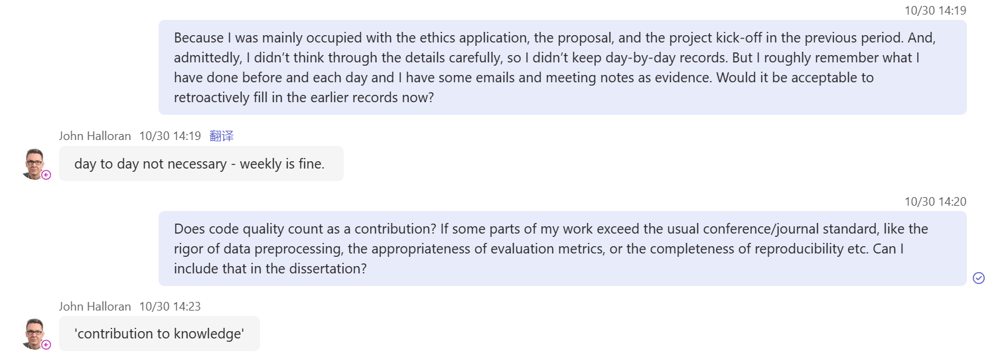 10/30 14:19
Because I was mainly occupied with the ethics application, the proposal, and the project kick-off in the previous period. And,
admittedly, I didn’t think through the details carefully, so I didn’t keep day-by-day records. But I roughly remember what I
have done before and each day and I have some emails and meeting notes as evidence. Would it be acceptable to
retroactively fill in the earlier records now?
John Halloran 10/30 14:19 翻译
day to day not necessary - weekly is fine.
10/30 14:20
Does code quality count as a contribution? If some parts of my work exceed the usual conference/journal standard, like the
rigor of data preprocessing, the appropriateness of evaluation metrics, or the completeness of reproducibility etc. Can I
include that in the dissertation?
John Halloran 10/30 14:23
'contribution to knowledge'